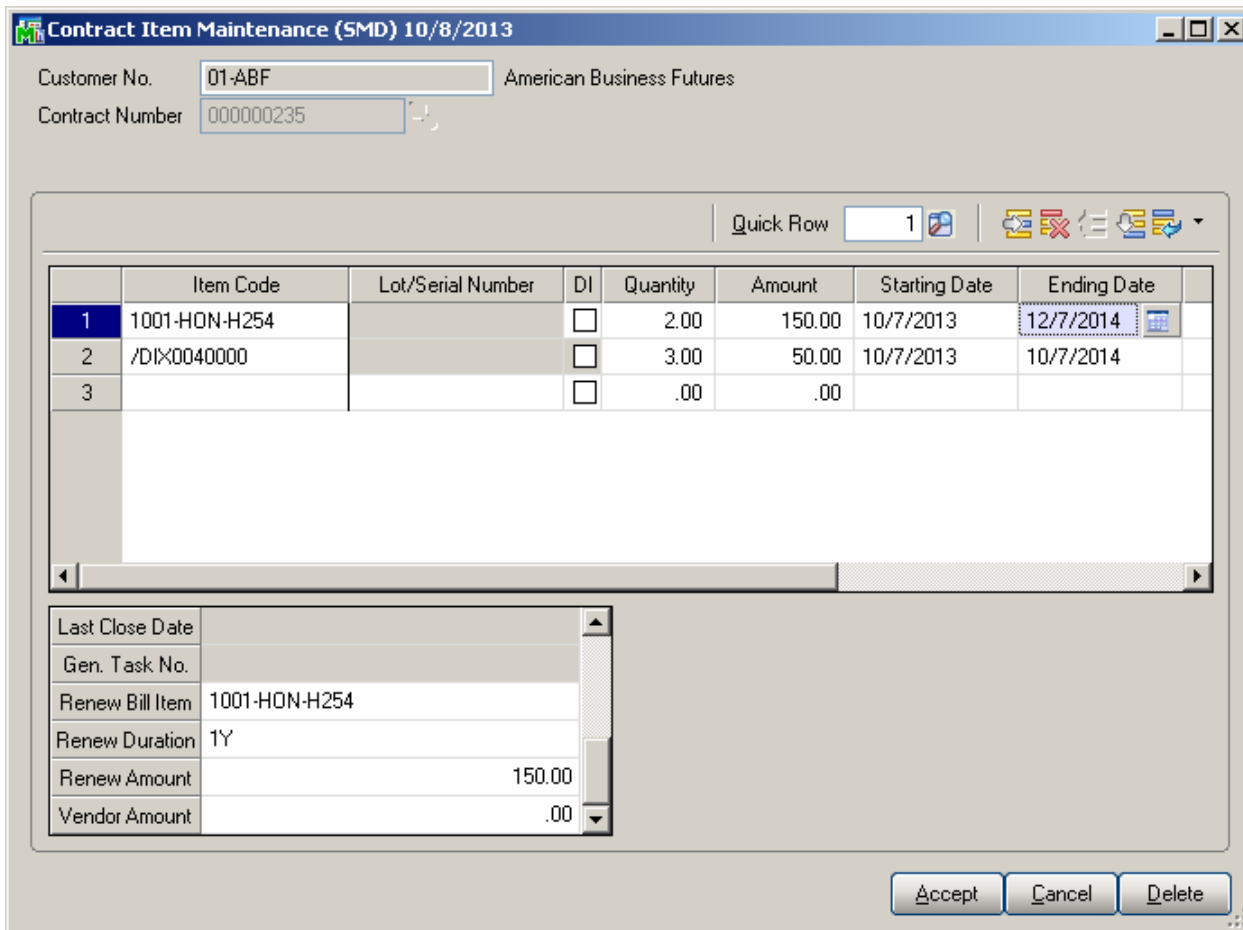 Contract Item Maintenance (SMD) 10/8/2013
Customer No. 01-ABF American Business Futures
Contract Number 000000235
Quick Row 1
Item Code Lot/Serial Number DI Quantity Amount Starting Date Ending Date
1 1001-HON-H254 2.00 150.00 10/7/2013 12/7/2014
2 /DIX0040000 3.00 50.00 10/7/2013 10/7/2014
3 .00 .00
Last Close Date
Gen. Task No.
Renew Bill Item 1001-HON-H254
Renew Duration 1Y
Renew Amount 150.00
Vendor Amount .00
Accept Cancel Delete